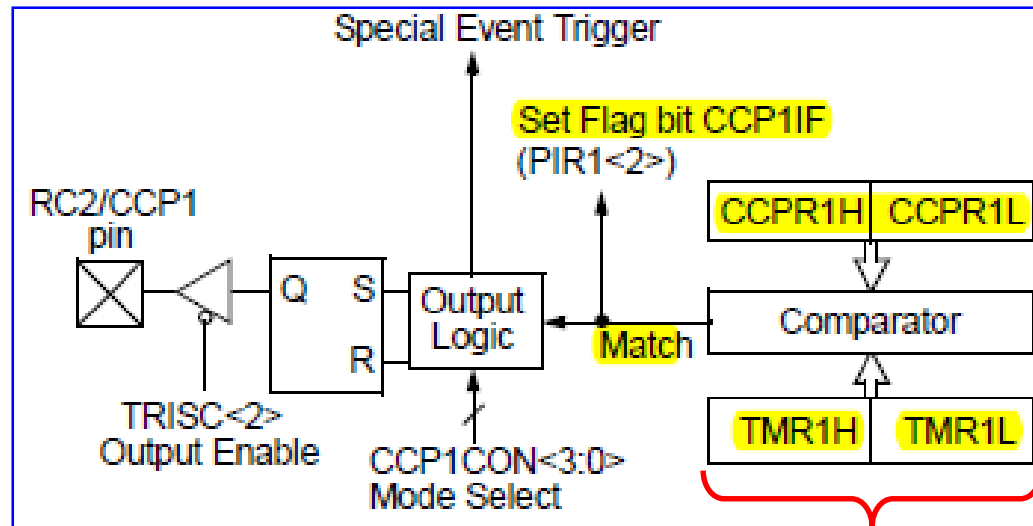 Special Event Trigger
Set Flag bit CCP1IF
(PIR1<2>)
RC2/CCP1
pin
CCPR1H CCPR1L
Q S
R
Output
Logic
Match
Comparator
TRISC<2>
Output Enable
CCP1CON<3:0>
Mode Select
TMR1H TMR1L